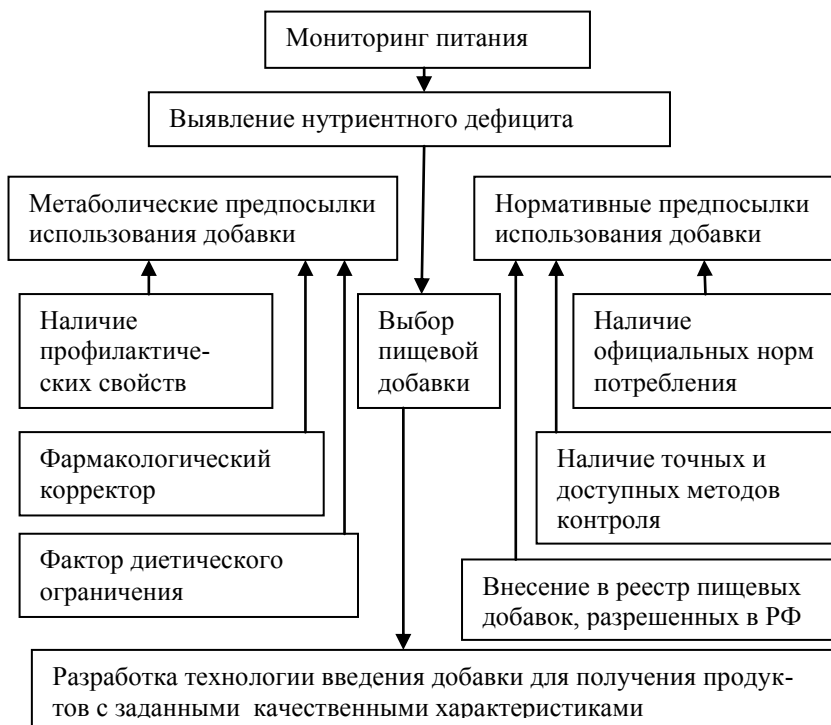 Мониторинг питания
Выявление нутриентного дефицита
Метаболические предпосылки
использования добавки
Нормативные предпосылки
использования добавки
Наличие
профилактиче-
ских свойств
Выбор
пищевой
добавки
Наличие
официальных норм
потребления
Фармакологический
корректор
Наличие точных и
доступных методов
контроля
Фактор диетического
ограничения
Внесение в реестр пищевых
добавок, разрешенных в РФ
Разработка технологии введения добавки для получения продук-
тов с заданными качественными характеристиками